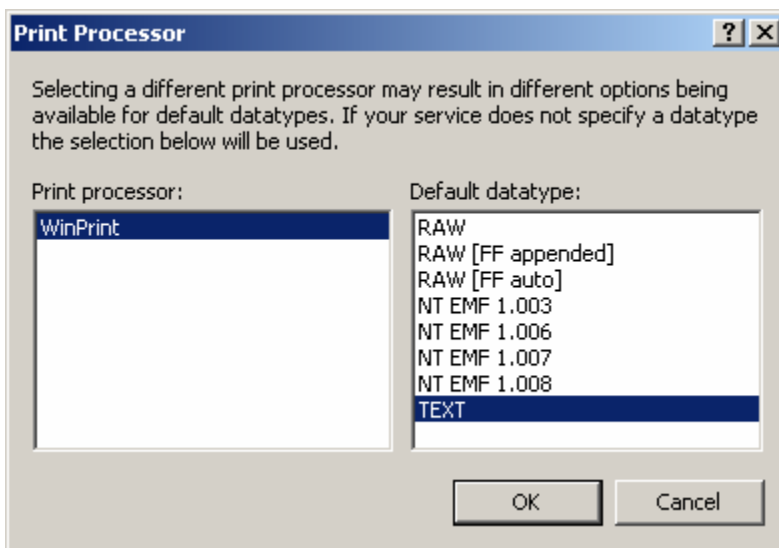 Print Processor
Selecting a different print processor may result in different options being
available for default datatypes. If your service does not specify a datatype
the selection below will be used.
Print processor:
WinPrint
Default datatype:
RAW
RAW [FF appended]
RAW [FF auto]
NT EMF 1.003
NT EMF 1.006
NT EMF 1.007
NT EMF 1.008
TEXT
OK
Cancel